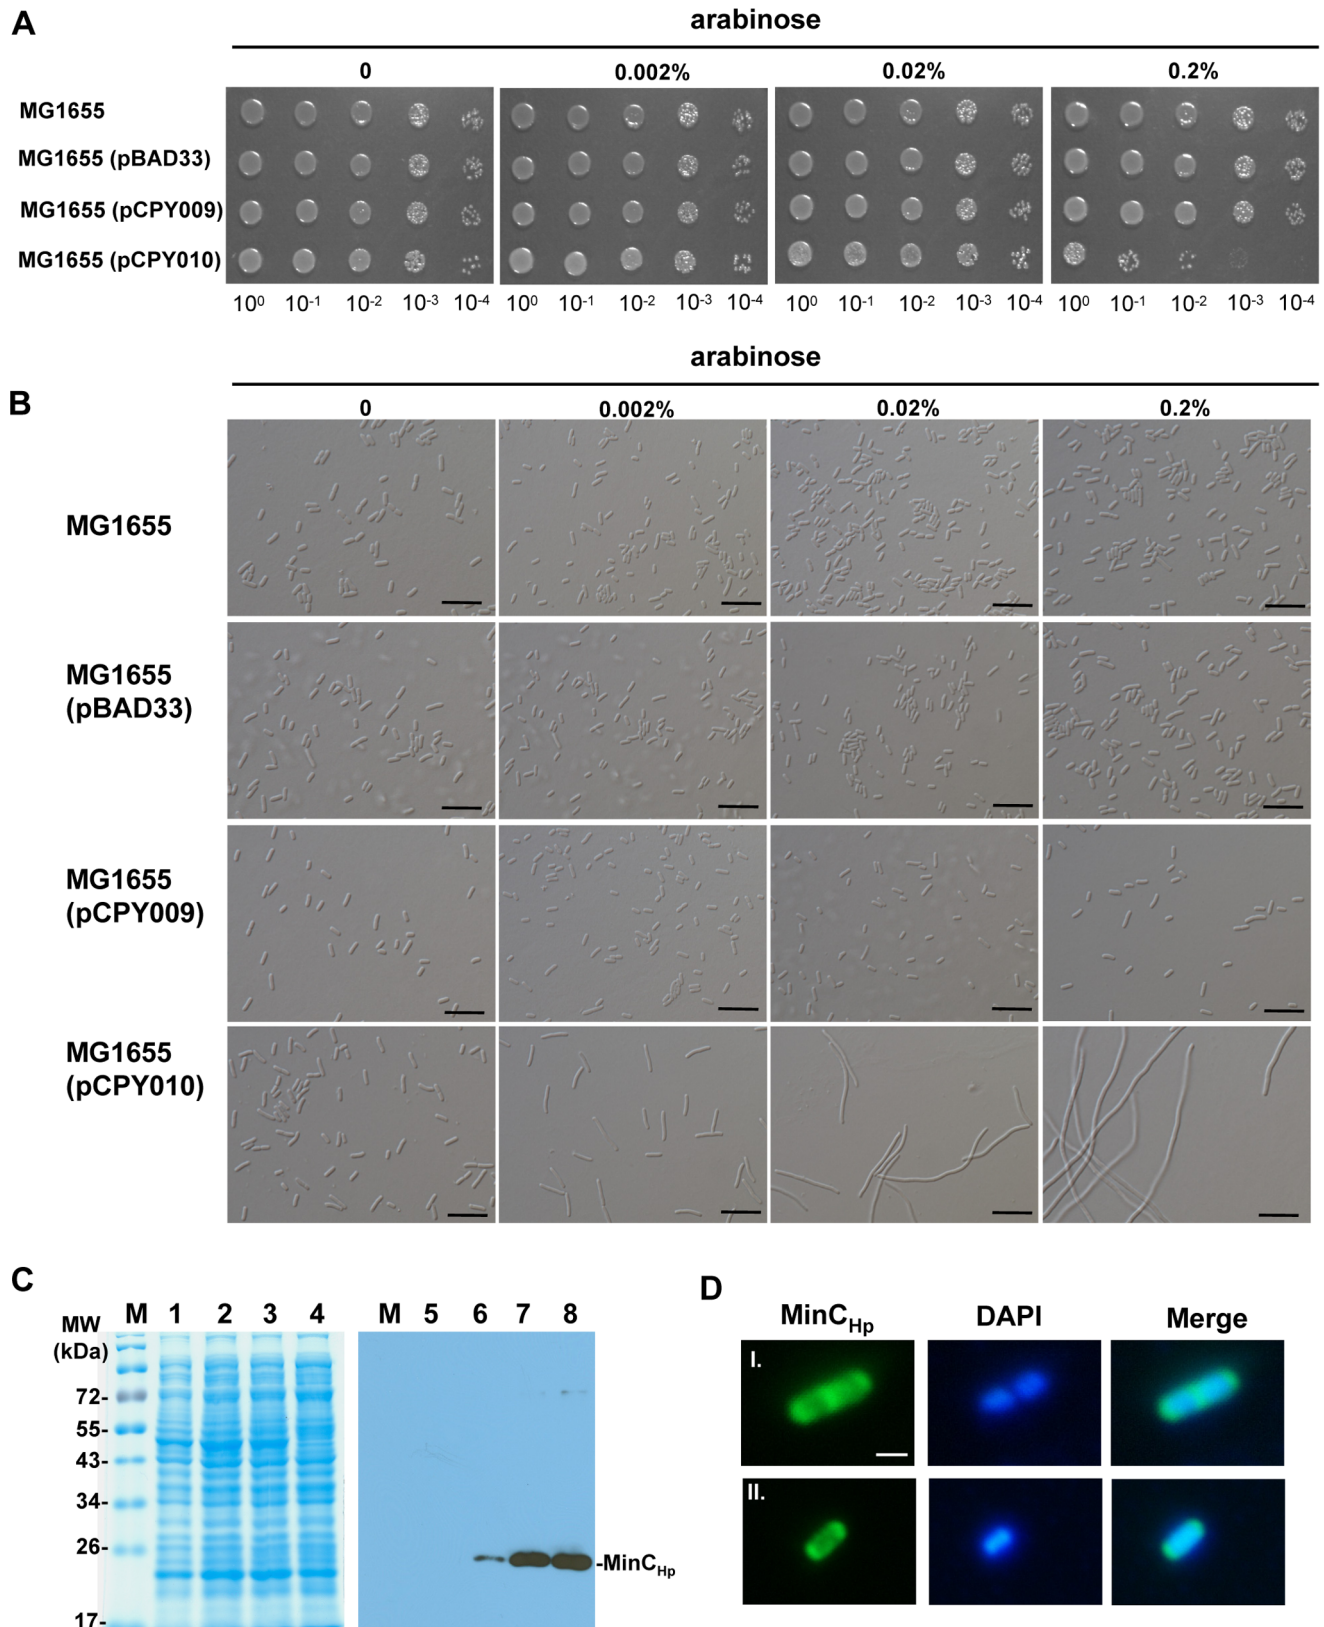 A
arabinose
0 0.002% 0.02% 0.2%
MG1655
MG1655 (pBAD33)
MG1655 (pCPY009)
MG1655 (pCPY010)
10⁰ 10⁻¹ 10⁻² 10⁻³ 10⁻⁴ 10⁰ 10⁻¹ 10⁻² 10⁻³ 10⁻⁴ 10⁰ 10⁻¹ 10⁻² 10⁻³ 10⁻⁴ 10⁰ 10⁻¹ 10⁻² 10⁻³ 10⁻⁴
arabinose
B
0 0.002% 0.02% 0.2%
MG1655
MG1655
(pBAD33)
MG1655
(pCPY009)
MG1655
(pCPY010)
C
MW
(kDa)
M 1 2 3 4 M 5 6 7 8
72-
55-
43-
34-
26-
17-
-MinC_Hp
D
MinC_Hp DAPI Merge
I.
II.